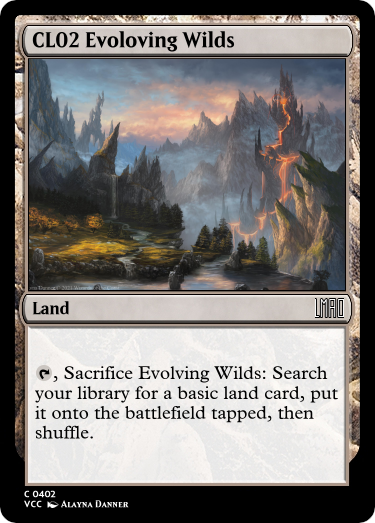 CL02 Evoloving Wilds
Land
LMAO
, Sacrifice Evolving Wilds: Search
your library for a basic land card, put
it onto the battlefield tapped, then
shuffle.
C 0402
VCC Alayna Danner